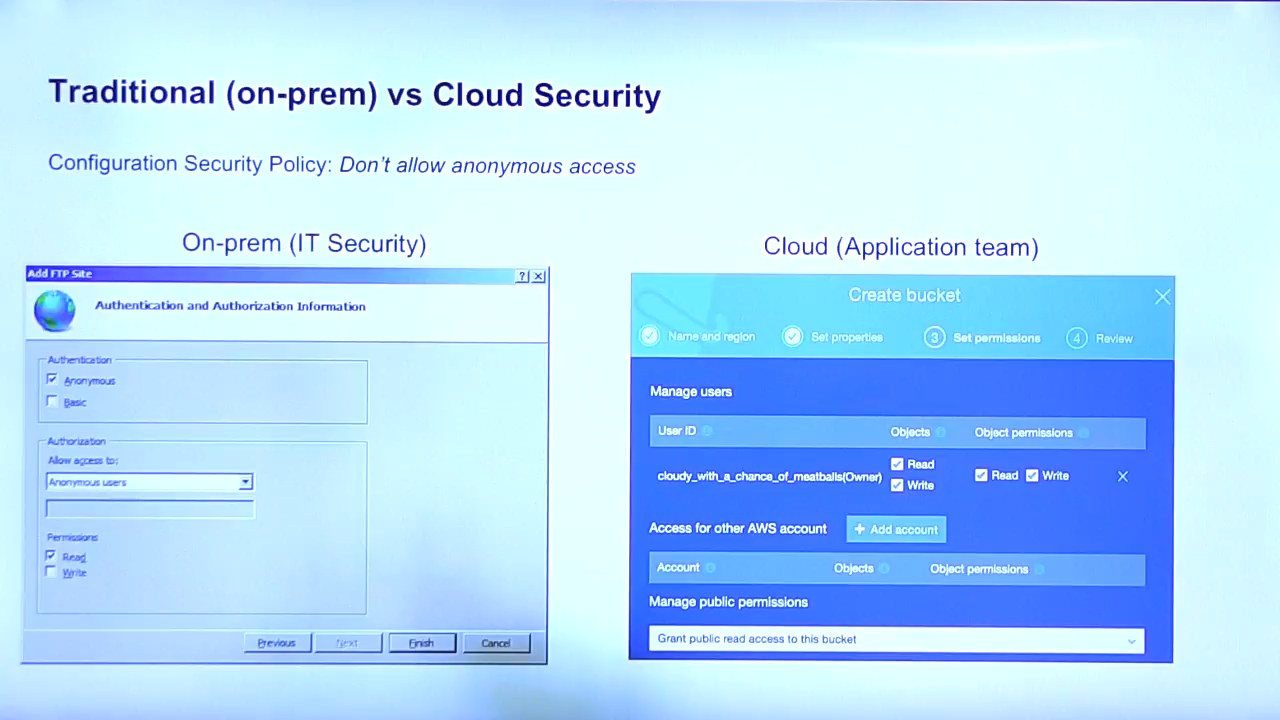 Traditional (on-prem) vs Cloud Security
Configuration Security Policy: Don't allow anonymous access
On-prem (IT Security)
Add FTP Site
Authentication and Authorization Information
Authentication
Anonymous
Basic
Authorization
Allow access to:
Anonymous users
Permissions
Read
Write
Previous
Next
Finish
Cancel
Cloud (Application team)
Create bucket
Name and region
Set properties
3 Set permissions
4 Review
Manage users
User ID
Objects
Object permissions
cloudy_with_a_chance_of_meatballs(Owner)
Read
Write
Read Write
Access for other AWS account
+ Add account
Account
Objects
Object permissions
Manage public permissions
Grant public read access to this bucket